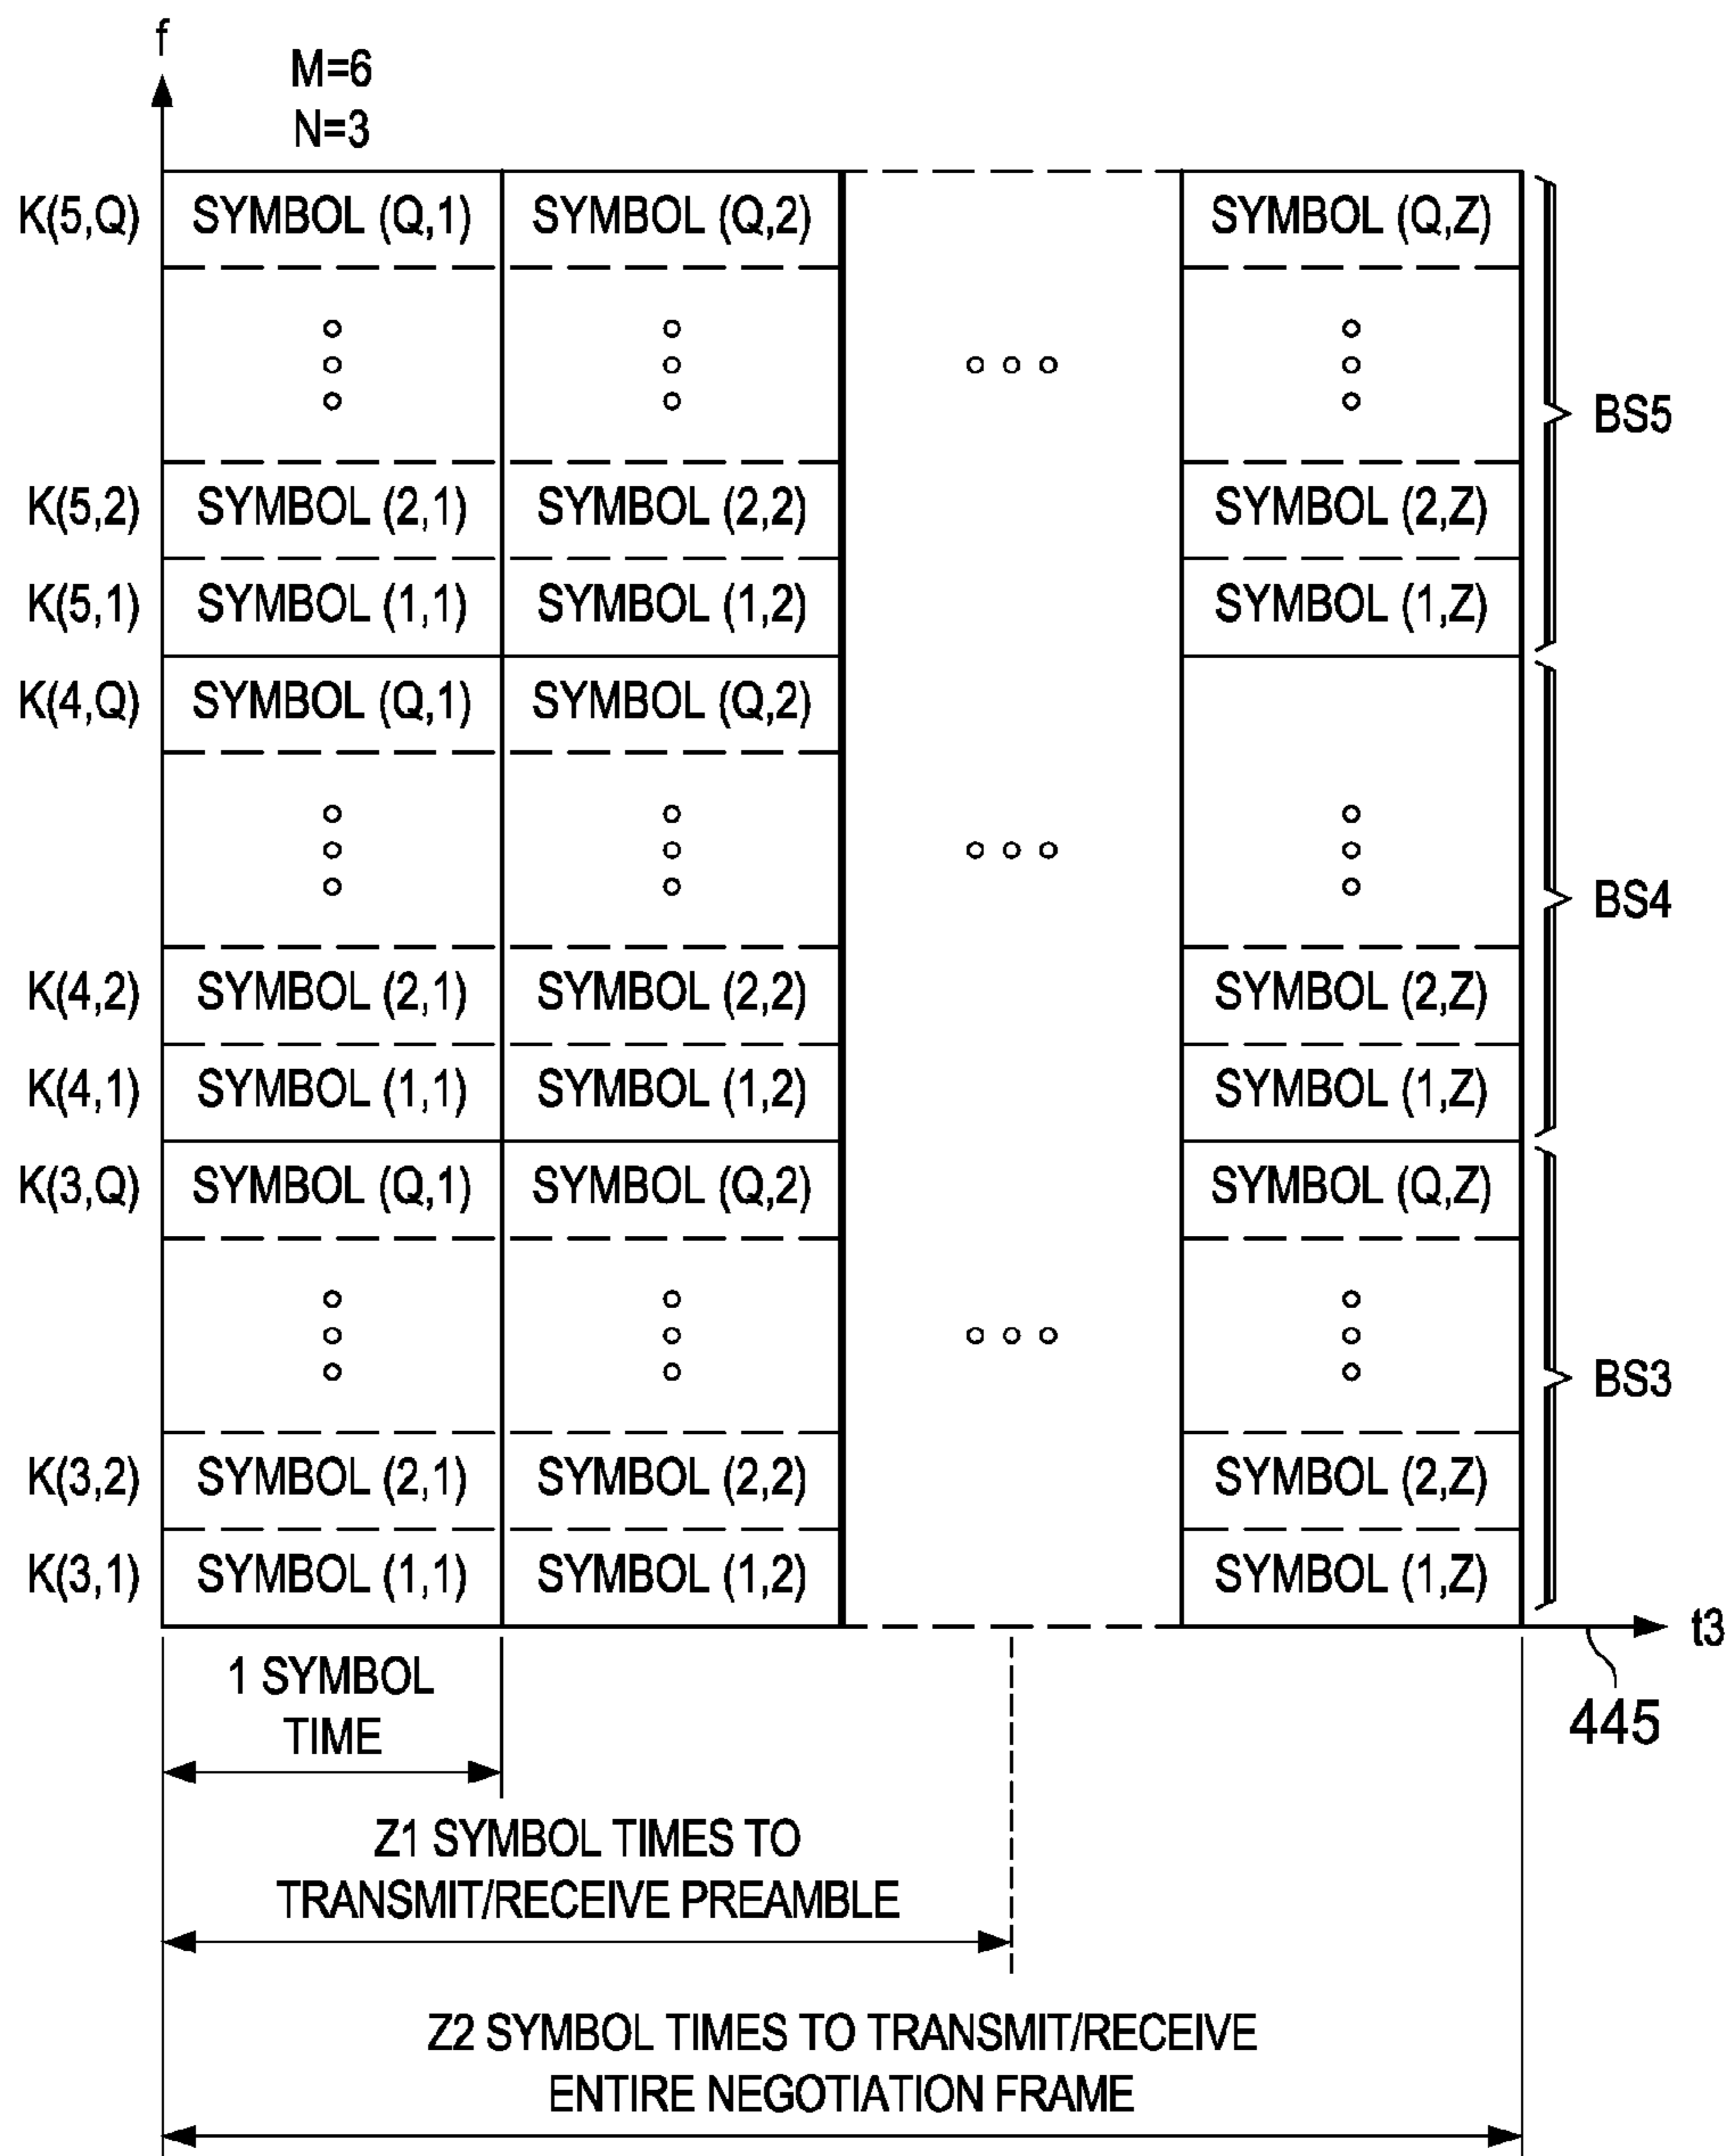 f
M=6
N=3
K(5,Q) SYMBOL (Q,1) SYMBOL (Q,2) SYMBOL (Q,Z)
BS5
K(5,2) SYMBOL (2,1) SYMBOL (2,2) SYMBOL (2,Z)
K(5,1) SYMBOL (1,1) SYMBOL (1,2) SYMBOL (1,Z)
K(4,Q) SYMBOL (Q,1) SYMBOL (Q,2)
BS4
K(4,2) SYMBOL (2,1) SYMBOL (2,2) SYMBOL (2,Z)
K(4,1) SYMBOL (1,1) SYMBOL (1,2) SYMBOL (1,Z)
K(3,Q) SYMBOL (Q,1) SYMBOL (Q,2) SYMBOL (Q,Z)
BS3
K(3,2) SYMBOL (2,1) SYMBOL (2,2) SYMBOL (2,Z)
K(3,1) SYMBOL (1,1) SYMBOL (1,2) SYMBOL (1,Z)
t3
1 SYMBOL
TIME
445
Z1 SYMBOL TIMES TO
TRANSMIT/RECEIVE PREAMBLE
Z2 SYMBOL TIMES TO TRANSMIT/RECEIVE
ENTIRE NEGOTIATION FRAME